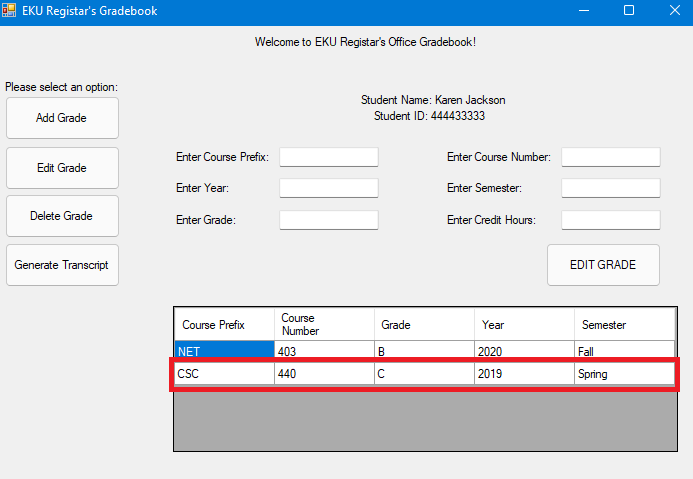 EKU Registar's Gradebook
Welcome to EKU Registar's Office Gradebook!
Please select an option:
Add Grade
Edit Grade
Delete Grade
Generate Transcript
Student Name: Karen Jackson
Student ID: 444433333
Enter Course Prefix:
Enter Course Number:
Enter Year:
Enter Semester:
Enter Grade:
Enter Credit Hours:
EDIT GRADE
Course Prefix Course Number Grade Year Semester
NET 403 B 2020 Fall
CSC 440 C 2019 Spring